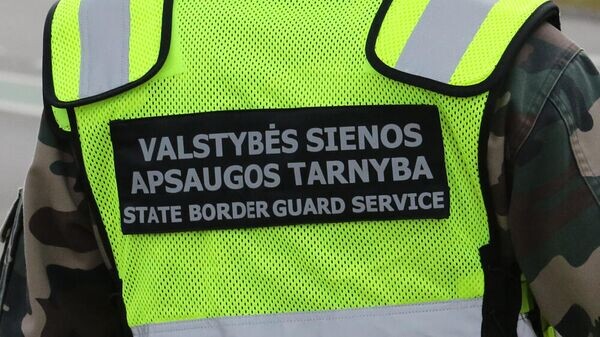 VALSTYBĖS SIENOS
APSAUGOS TARNYBA
STATE BORDER GUARD SERVICE